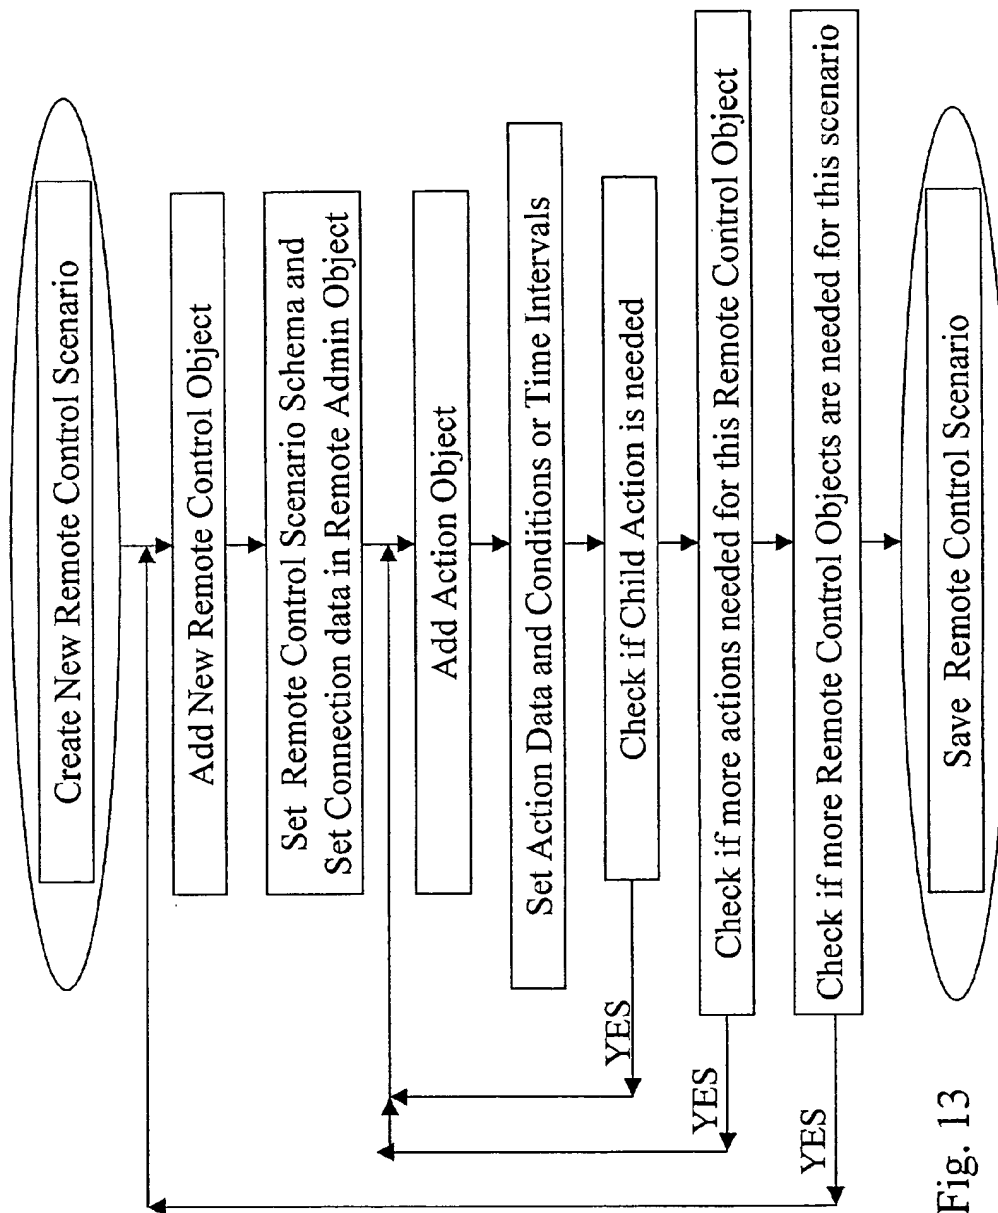 Create New Remote Control Scenario
Add New Remote Control Object
Set Remote Control Scenario Schema and
Set Connection data in Remote Admin Object
Add Action Object
Set Action Data and Conditions or Time Intervals
Check if Child Action is needed
YES
Check if more actions needed for this Remote Control Object
YES
Check if more Remote Control Objects are needed for this scenario
YES
Save Remote Control Scenario
Fig. 13